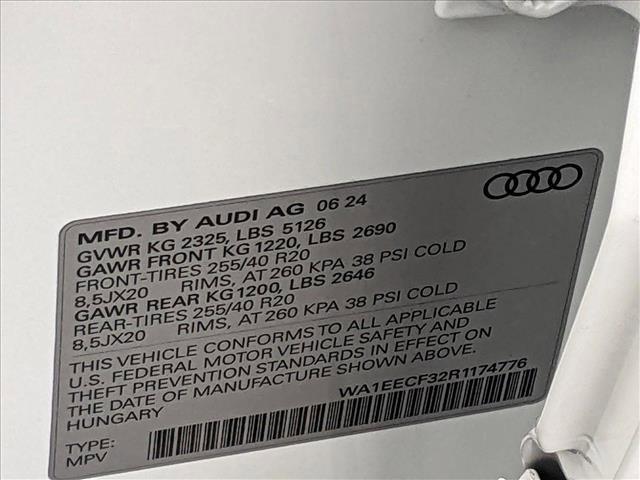 MFD. BY AUDI AG 06 24
GVWR KG 2325, LBS 5126
GAWR FRONT KG 1220, LBS 2690
FRONT-TIRES 255/40 R20
8,5JX20 RIMS, AT 260 KPA 38 PSI COLD
GAWR REAR KG 1200, LBS 2646
REAR-TIRES 255/40 R20
8,5JX20 RIMS, AT 260 KPA 38 PSI COLD
THIS VEHICLE CONFORMS TO ALL APPLICABLE
U.S. FEDERAL MOTOR VEHICLE SAFETY AND
THEFT PREVENTION STANDARDS IN EFFECT ON
THE DATE OF MANUFACTURE SHOWN ABOVE.
HUNGARY
WA1EECF32R1174776
TYPE:
MPV